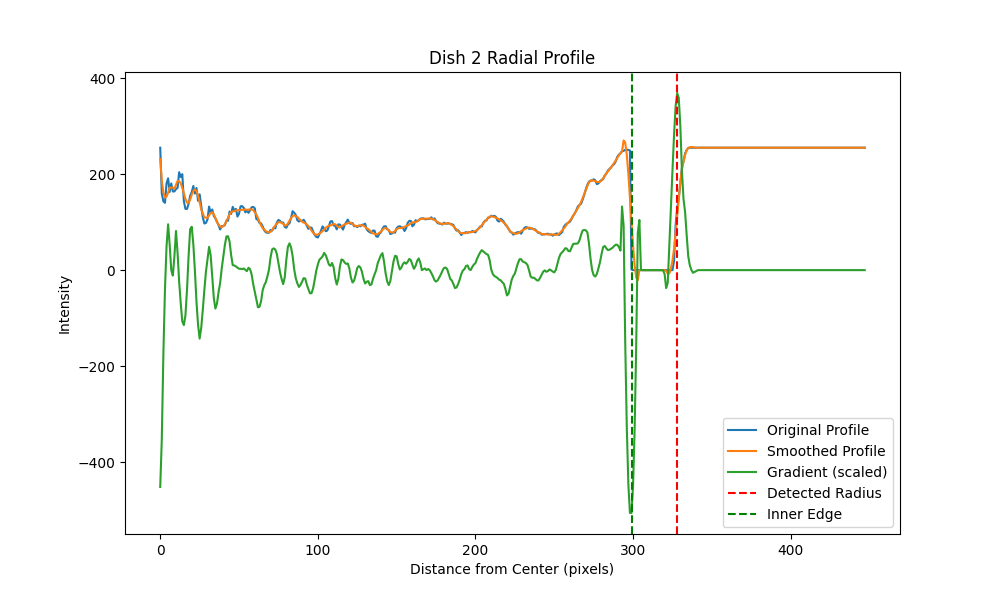 Dish 2 Radial Profile
400
200
0
−200
−400
Intensity
0
100
200
300
400
Distance from Center (pixels)
Original Profile
Smoothed Profile
Gradient (scaled)
Detected Radius
Inner Edge